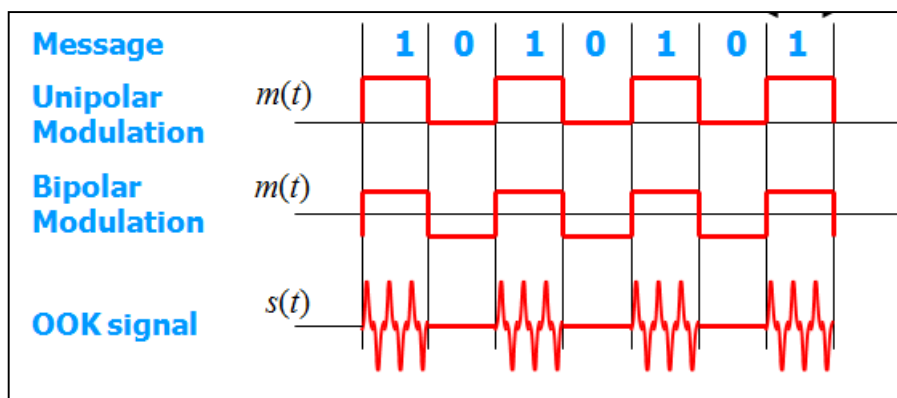 Message 1 0 1 0 1 0 1
Unipolar m(t)
Modulation
Bipolar m(t)
Modulation
OOK signal s(t)